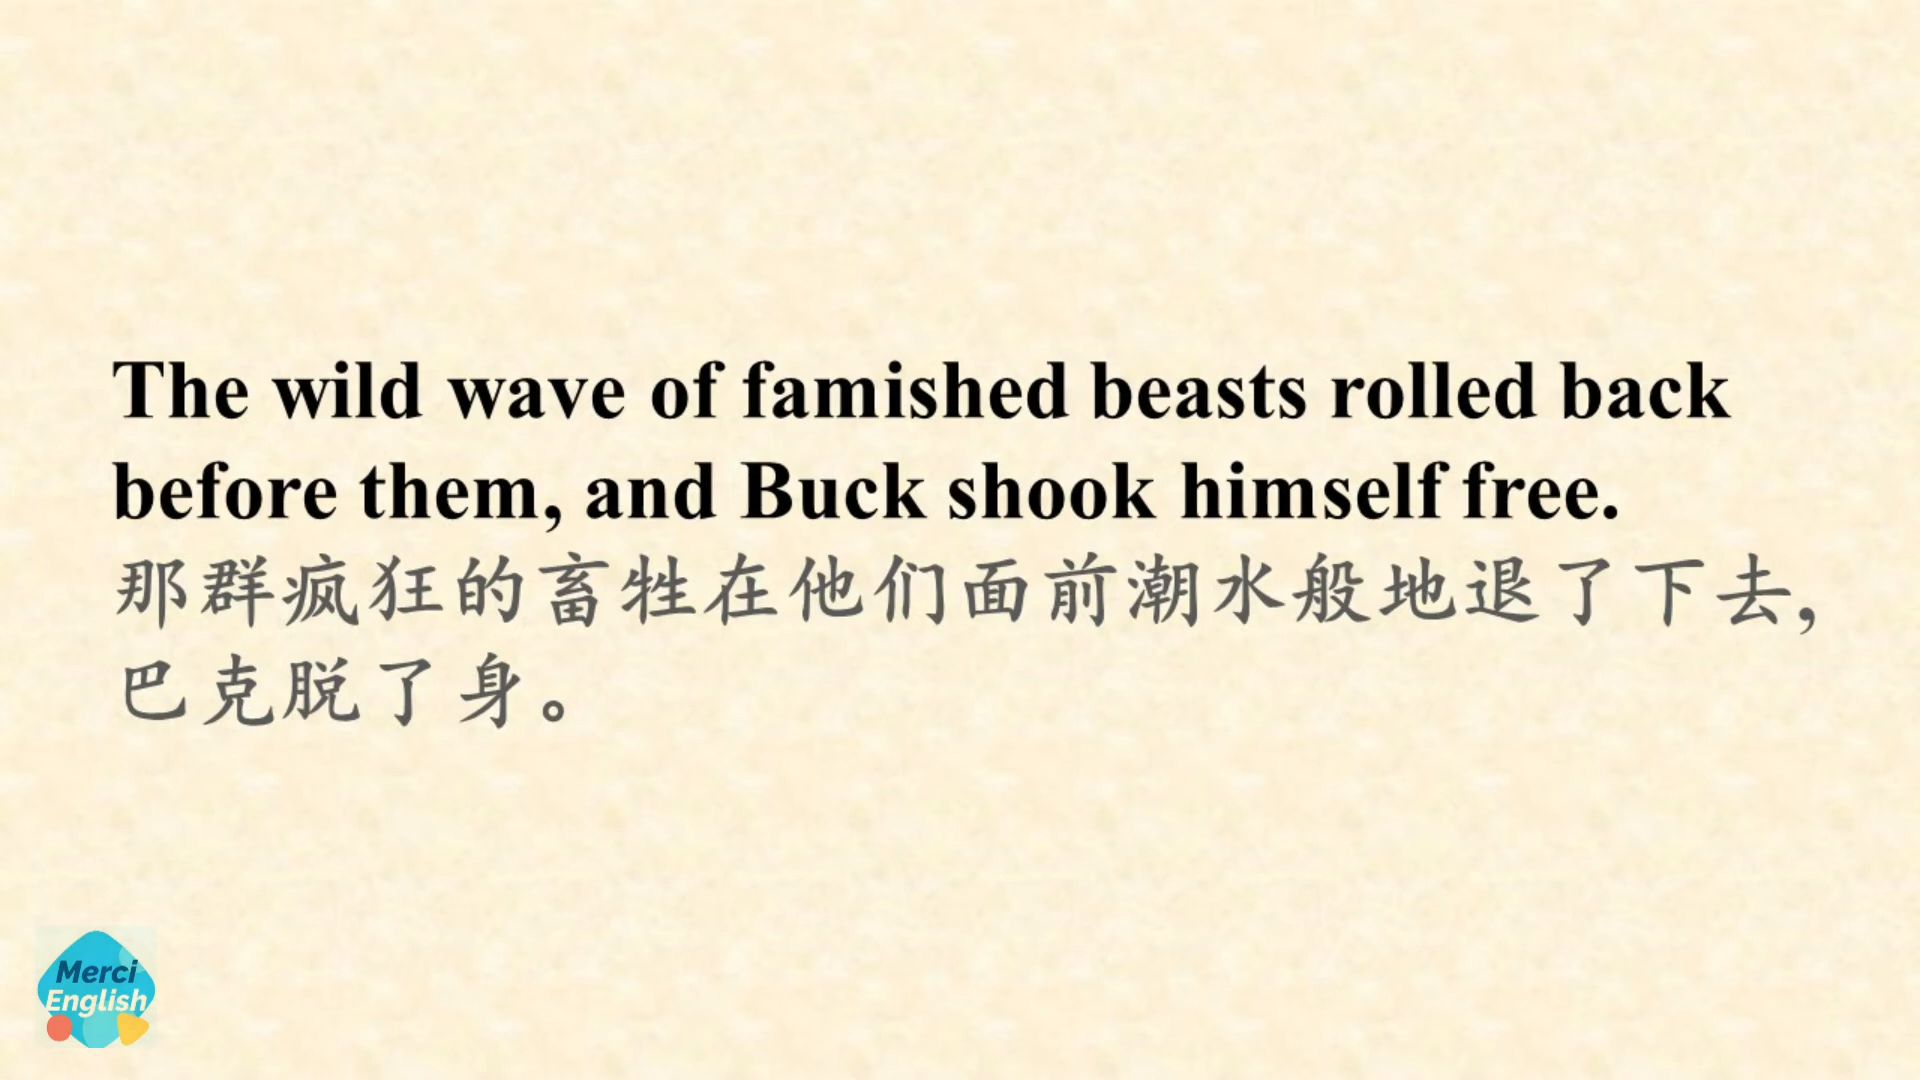 The wild wave of famished beasts rolled back
before them, and Buck shook himself free.
那群疯狂的畜牲在他们面前潮水般地退了下去,
巴克脱了身。
Merci
English